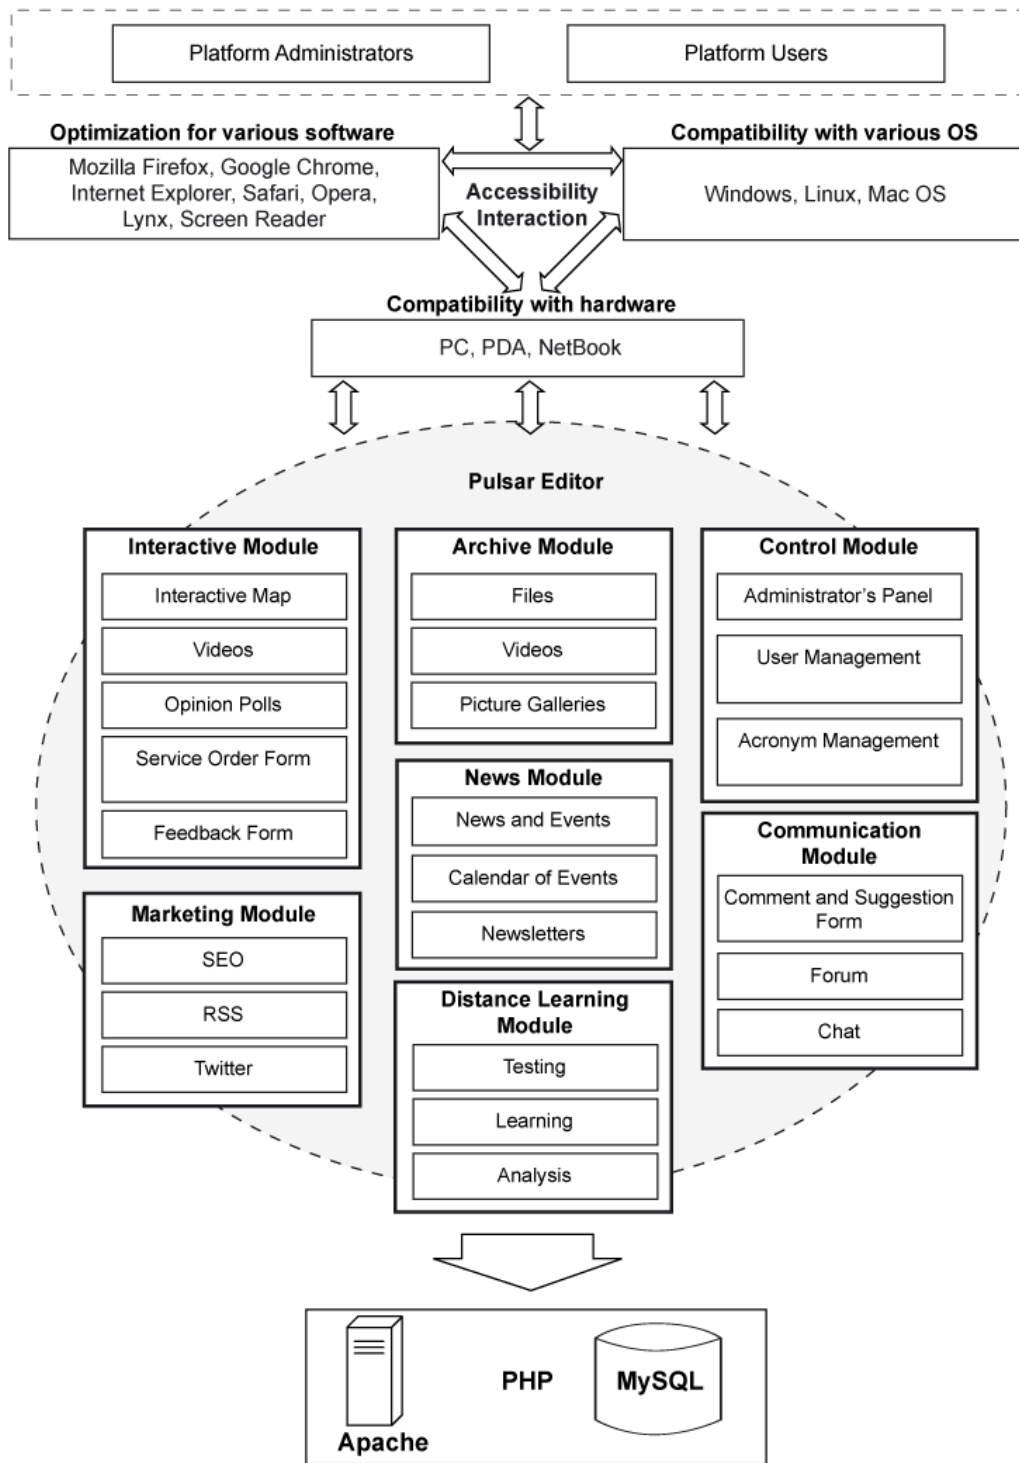 Platform Administrators
Platform Users
Optimization for various software
Compatibility with various OS
Mozilla Firefox, Google Chrome,
Internet Explorer, Safari, Opera,
Lynx, Screen Reader
Accessibility
Interaction
Windows, Linux, Mac OS
Compatibility with hardware
PC, PDA, NetBook
Pulsar Editor
Interactive Module
Interactive Map
Videos
Opinion Polls
Service Order Form
Feedback Form
Marketing Module
SEO
RSS
Twitter
Archive Module
Files
Videos
Picture Galleries
News Module
News and Events
Calendar of Events
Newsletters
Distance Learning
Module
Testing
Learning
Analysis
Control Module
Administrator's Panel
User Management
Acronym Management
Communication
Module
Comment and Suggestion
Form
Forum
Chat
Apache
PHP
MySQL